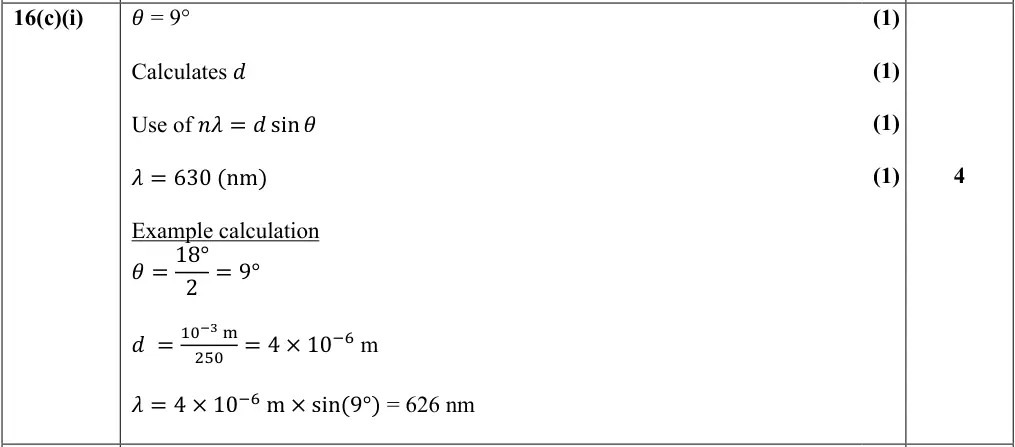 16(c)(i) 𝜃 = 9° (1)
Calculates 𝑑 (1)
Use of 𝑛𝜆 = 𝑑 sin 𝜃 (1)
𝜆 = 630 (nm) (1) 4
Example calculation
𝜃 = 18°/2 = 9°
𝑑 = 10⁻³ m/250 = 4 × 10⁻⁶ m
𝜆 = 4 × 10⁻⁶ m × sin(9°) = 626 nm